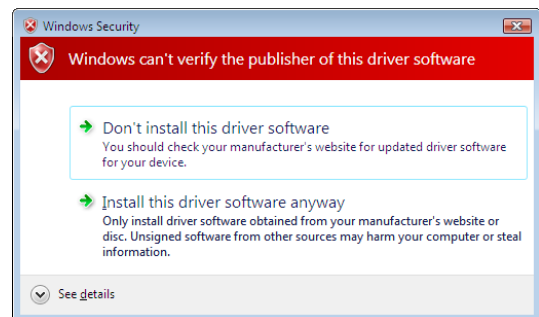 Windows Security
Windows can't verify the publisher of this driver software
Don't install this driver software
You should check your manufacturer's website for updated driver software
for your device.
Install this driver software anyway
Only install driver software obtained from your manufacturer's website or
disc. Unsigned software from other sources may harm your computer or steal
information.
See details